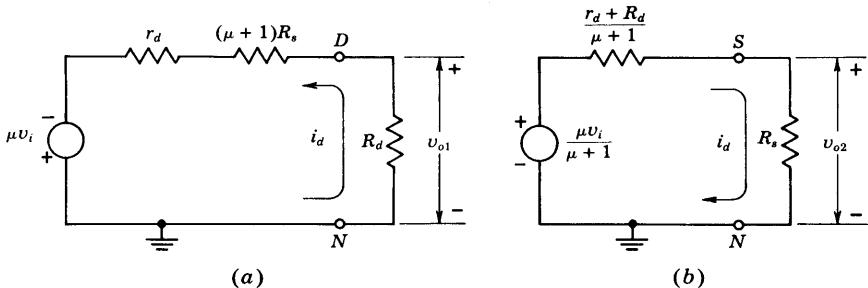 r_d
(μ + 1)R_s
D
−
μv_i
+
i_d
R_d
+
v_o1
−
N
(a)
r_d + R_d
μ + 1
S
+
−
μv_i
μ + 1
i_d
R_s
+
v_o2
−
N
(b)